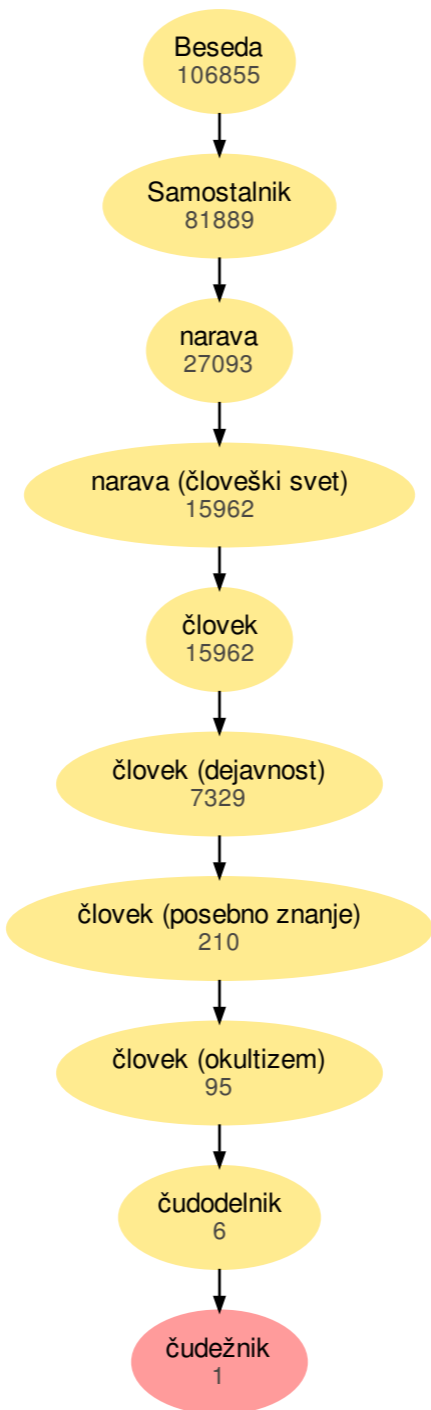 Beseda
106855
Samostalnik
81889
narava
27093
narava (človeški svet)
15962
človek
15962
človek (dejavnost)
7329
človek (posebno znanje)
210
človek (okultizem)
95
čudodelnik
6
čudežnik
1